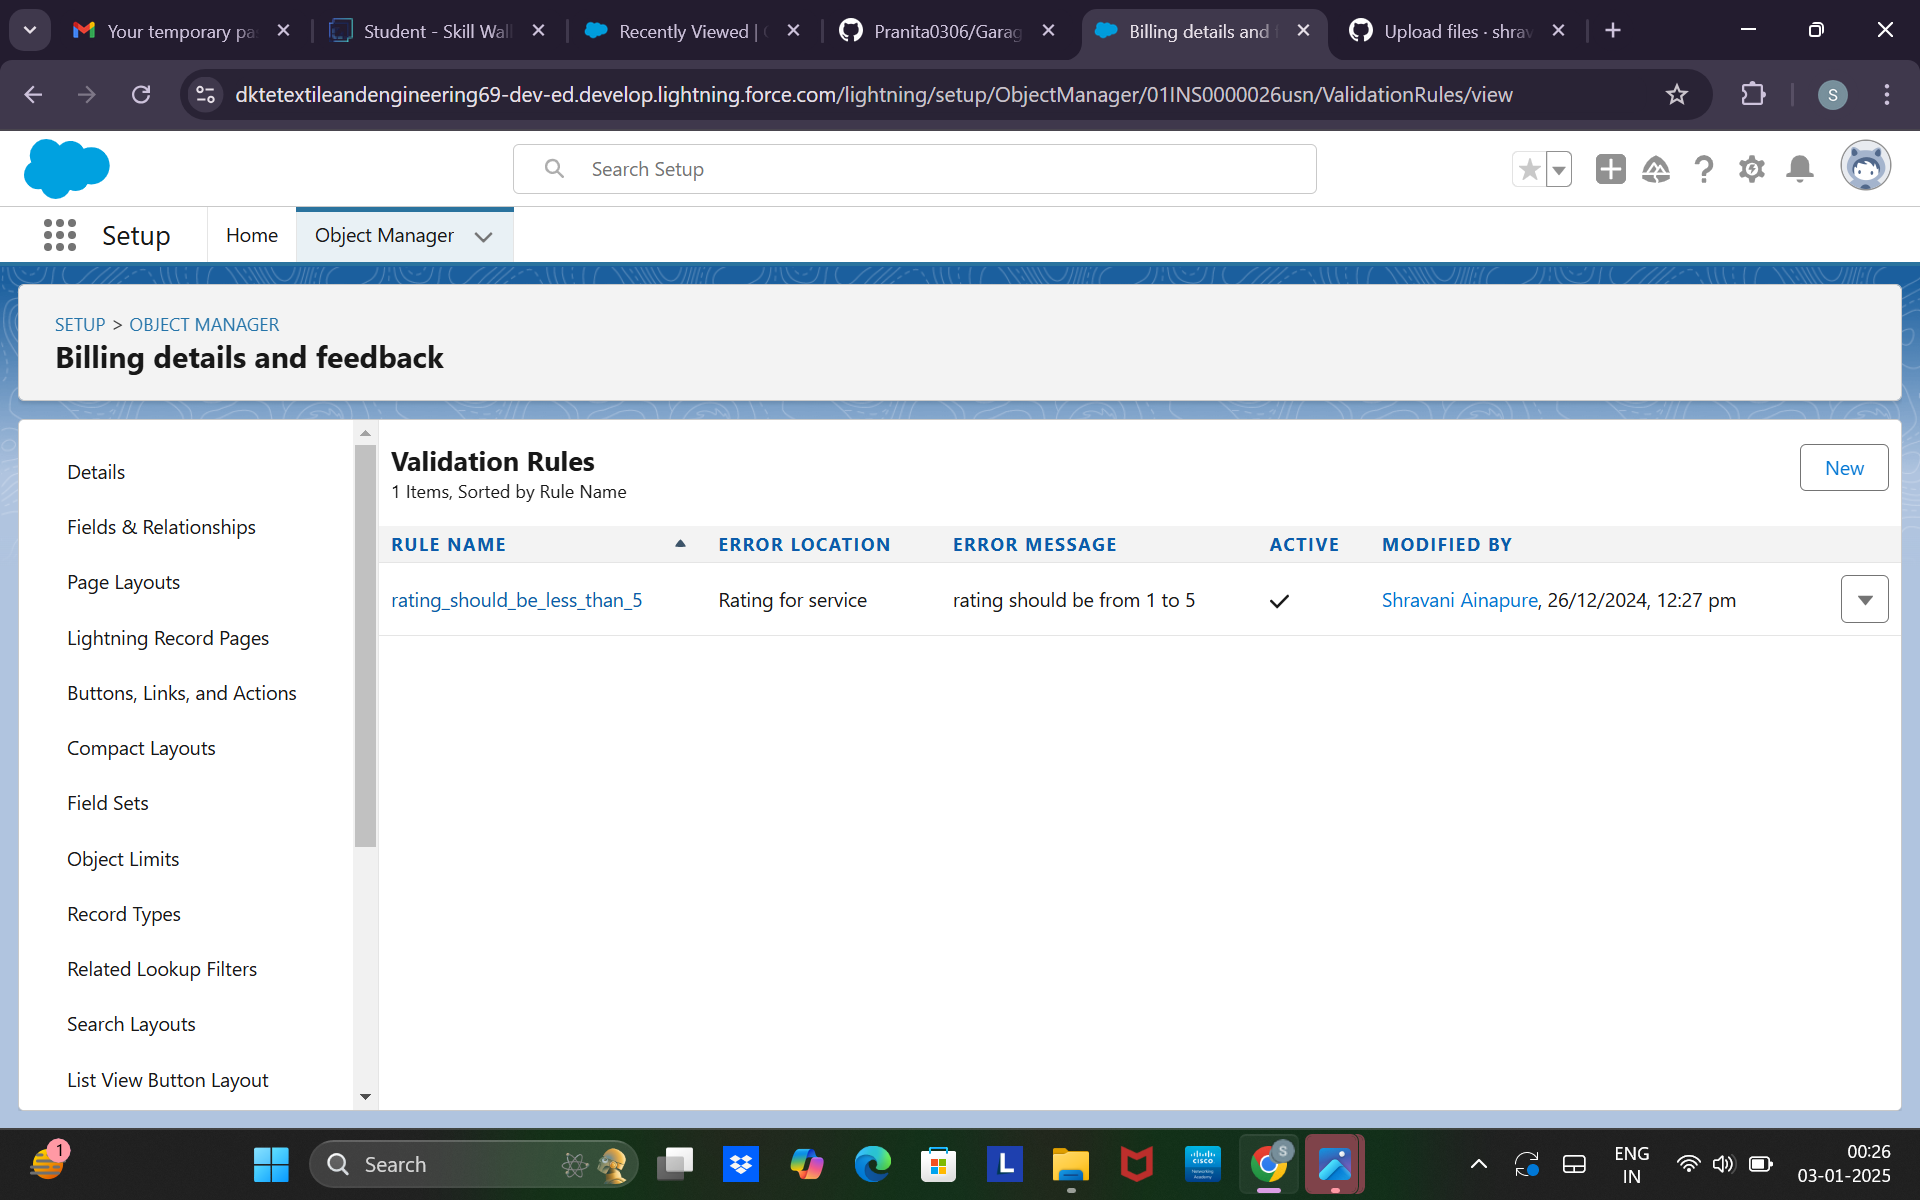 Your temporary pa
Student - Skill Wall
Recently Viewed |
Pranita0306/Garag
Billing details and f
Upload files · shrav
dktetextileandengineering69-dev-ed.develop.lightning.force.com/lightning/setup/ObjectManager/01INS0000026usn/ValidationRules/view
S
Search Setup
Setup
Home
Object Manager
SETUP > OBJECT MANAGER
Billing details and feedback
Details
Fields & Relationships
Page Layouts
Lightning Record Pages
Buttons, Links, and Actions
Compact Layouts
Field Sets
Object Limits
Record Types
Related Lookup Filters
Search Layouts
List View Button Layout
Validation Rules
1 Items, Sorted by Rule Name
New
RULE NAME ERROR LOCATION ERROR MESSAGE ACTIVE MODIFIED BY
rating_should_be_less_than_5 Rating for service rating should be from 1 to 5 Shravani Ainapure, 26/12/2024, 12:27 pm
1
Search
L
CISCO
S
ENG
IN
00:26
03-01-2025